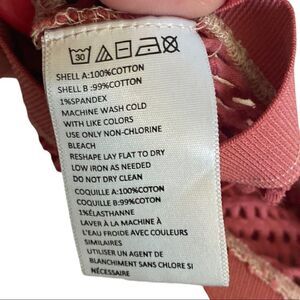 30
SHELL A:100%COTTON
SHELL B :99%COTTON
1%SPANDEX
MACHINE WASH COLD
WITH LIKE COLORS
USE ONLY NON-CHLORINE
BLEACH
RESHAPE LAY FLAT TO DRY
LOW IRON AS NEEDED
DO NOT DRY CLEAN
COQUILLE A:100%COTTON
COQUILLE B:99%COTON
1%ÉLASTHANNE
LAVER À LA MACHINE À
L'EAU FROIDE AVEC COULEURS
SIMILAIRES
UTILISER UN AGENT DE
BLANCHIMENT SANS CHLORE SI
NÉCESSAIRE